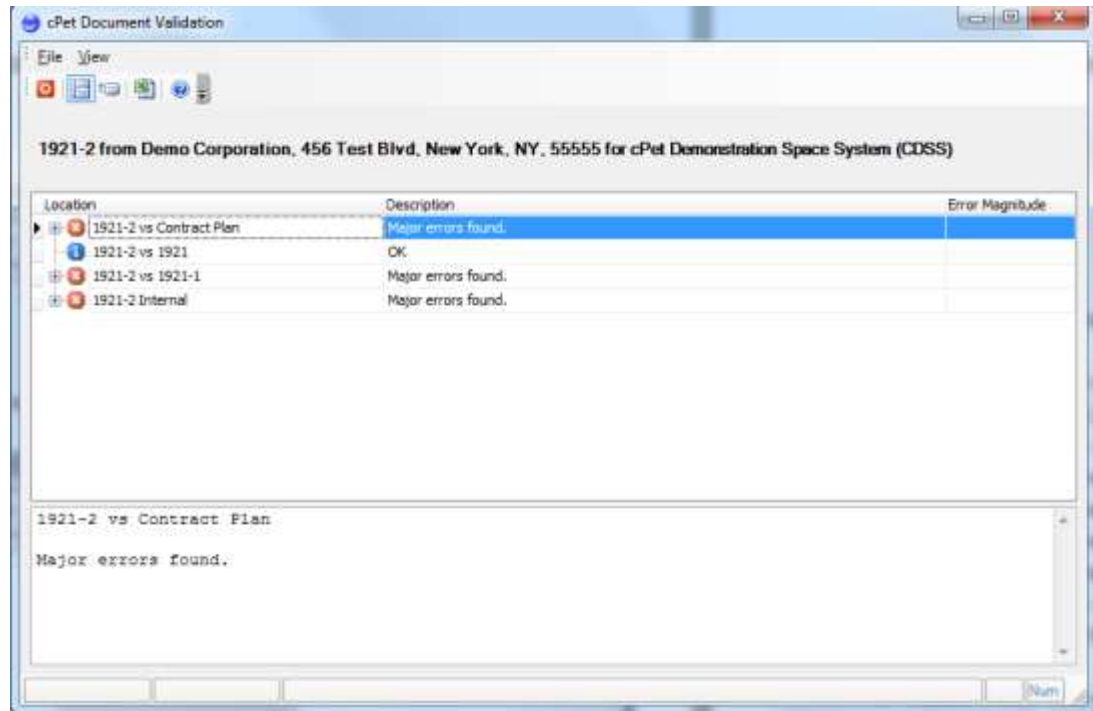 cPet Document Validation
File View
1921-2 from Demo Corporation, 456 Test Blvd, New York, NY, 55555 for cPet Demonstration Space System (CDSS)
Location Description Error Magnitude
1921-2 vs Contract Plan Major errors found.
1921-2 vs 1921 OK
1921-2 vs 1921-1 Major errors found.
1921-2 Internal Major errors found.
1921-2 vs Contract Plan
Major errors found.
Num